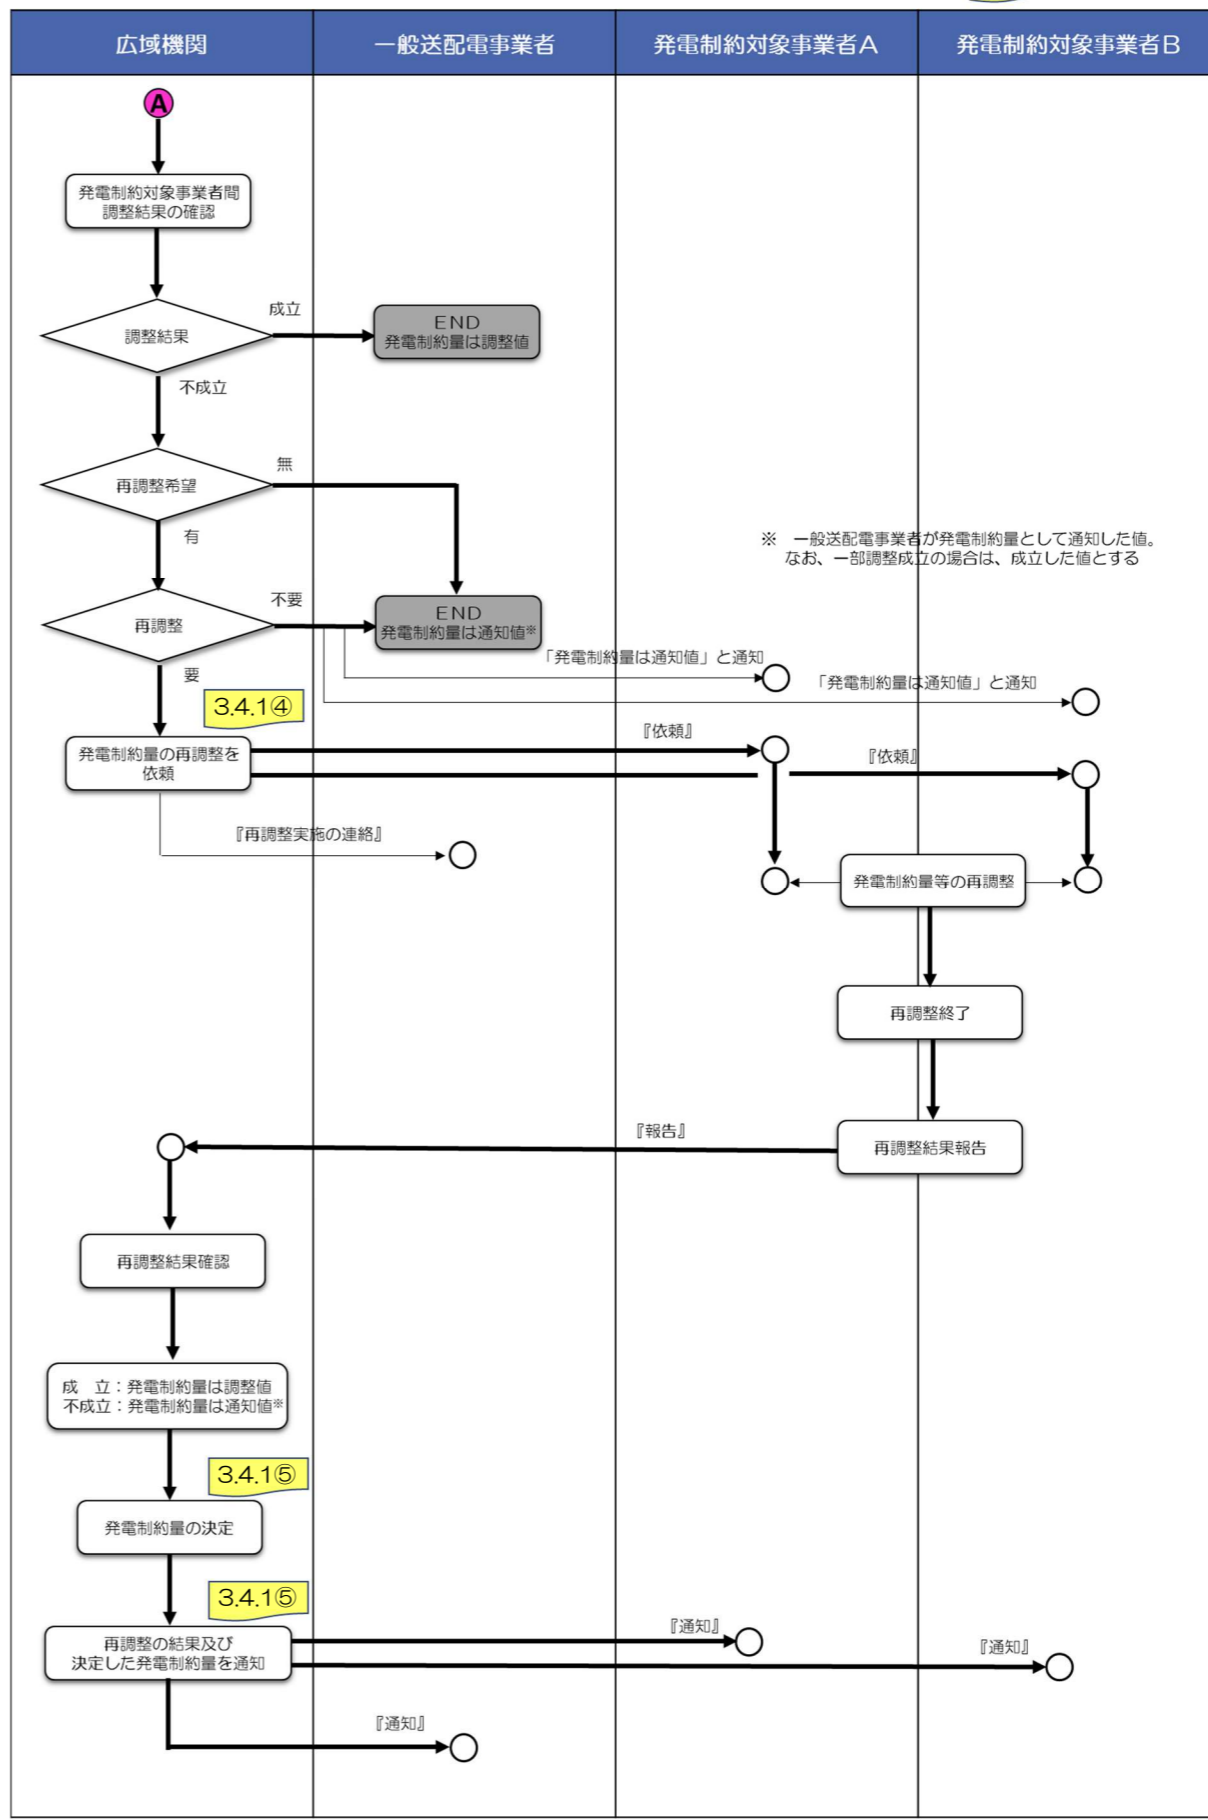 広域機関
一般送配電事業者
発電制約対象事業者A
発電制約対象事業者B
A
発電制約対象事業者間
調整結果の確認
調整結果
成立
END
発電制約量は調整値
不成立
再調整希望
無
有
※ 一般送配電事業者が発電制約量として通知した値。
なお、一部調整成立の場合は、成立した値とする
再調整
不要
END
発電制約量は通知値※
「発電制約量は通知値」と通知
「発電制約量は通知値」と通知
要
3.4.1④
発電制約量の再調整を
依頼
『依頼』
『依頼』
『再調整実施の連絡』
発電制約量等の再調整
再調整終了
再調整結果報告
『報告』
再調整結果確認
成 立：発電制約量は調整値
不成立：発電制約量は通知値※
3.4.1⑤
発電制約量の決定
3.4.1⑤
再調整の結果及び
決定した発電制約量を通知
『通知』
『通知』
『通知』